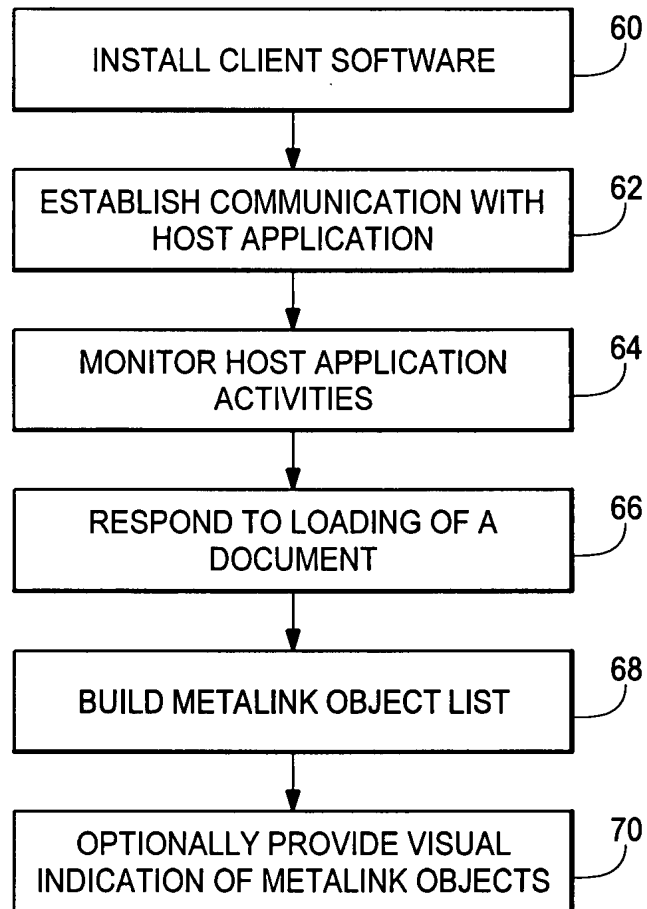 INSTALL CLIENT SOFTWARE
60
ESTABLISH COMMUNICATION WITH
HOST APPLICATION
62
MONITOR HOST APPLICATION
ACTIVITIES
64
RESPOND TO LOADING OF A
DOCUMENT
66
BUILD METALINK OBJECT LIST
68
OPTIONALLY PROVIDE VISUAL
INDICATION OF METALINK OBJECTS
70